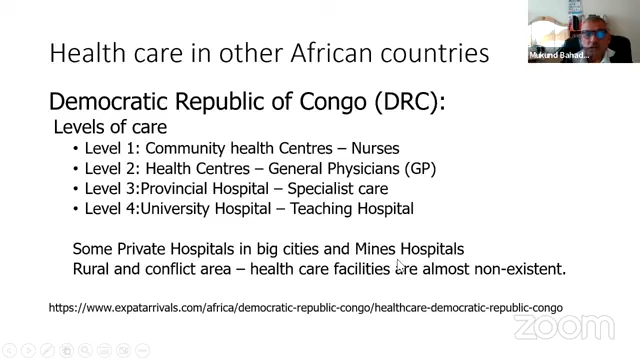 Health care in other African countries
Mukund Bahad...
Democratic Republic of Congo (DRC):
Levels of care
• Level 1: Community health Centres – Nurses
• Level 2: Health Centres – General Physicians (GP)
• Level 3:Provincial Hospital – Specialist care
• Level 4:University Hospital – Teaching Hospital
Some Private Hospitals in big cities and Mines Hospitals
Rural and conflict area – health care facilities are almost non-existent.
https://www.expatarrivals.com/africa/democratic-republic-congo/healthcare-democratic-republic-congo
zoom